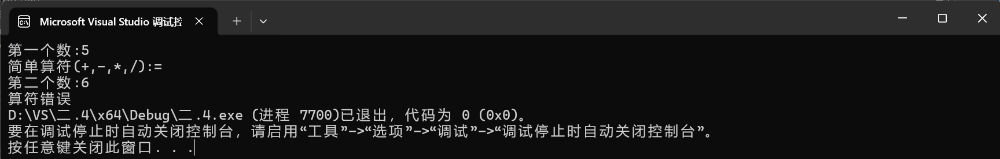 Microsoft Visual Studio 调试控
第一个数:5
简单算符(+,-,*,/):=
第二个数:6
算符错误
D:\VS\二.4\x64\Debug\二.4.exe (进程 7700)已退出，代码为 0 (0x0)。
要在调试停止时自动关闭控制台，请启用“工具”->“选项”->“调试”->“调试停止时自动关闭控制台”。
按任意键关闭此窗口. . .